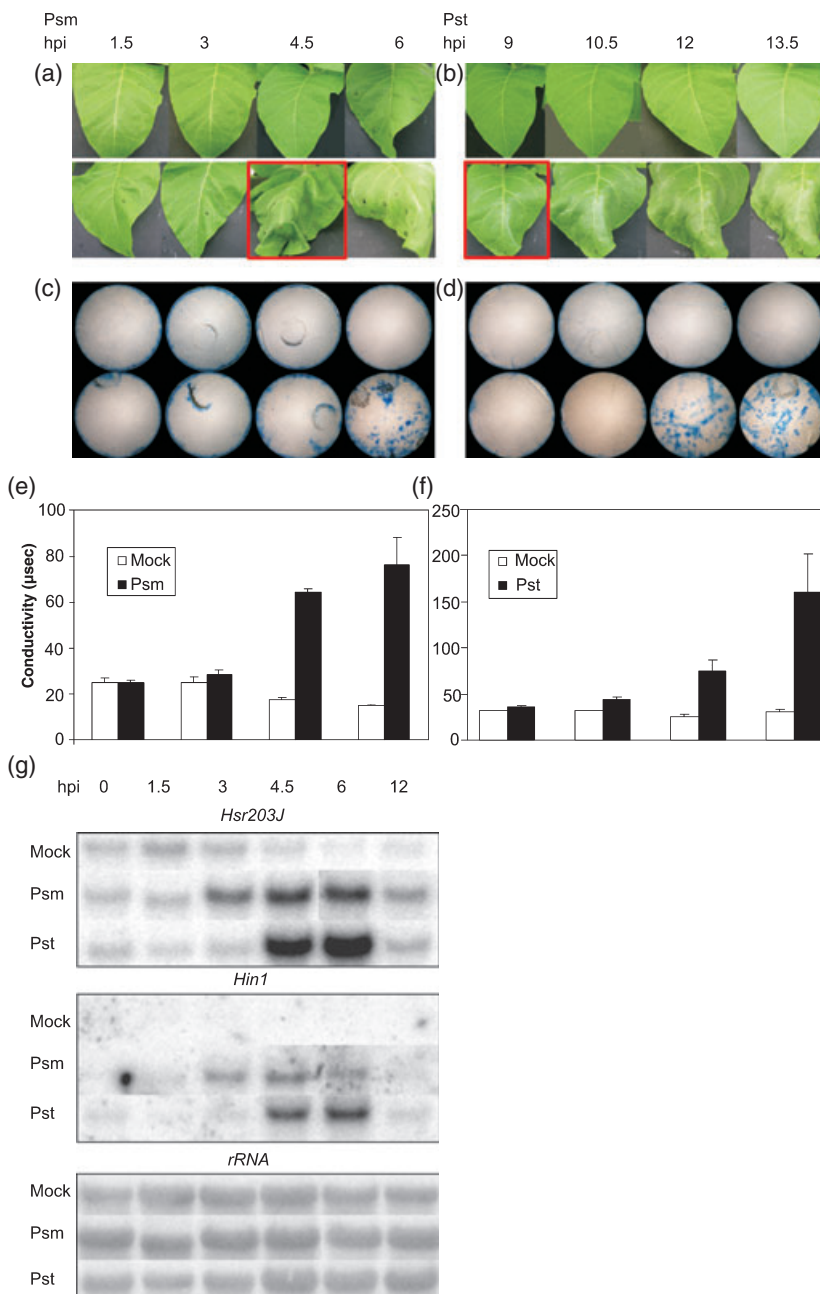 Psm
hpi 1.5 3 4.5 6
Pst
hpi 9 10.5 12 13.5
(a)
(b)
(c)
(d)
(e)
100
80
60
40
20
0
Conductivity (µsec)
Mock
Psm
(f)
250
200
150
100
50
0
Mock
Pst
(g)
hpi 0 1.5 3 4.5 6 12
Hsr203J
Mock
Psm
Pst
Hin1
Mock
Psm
Pst
rRNA
Mock
Psm
Pst